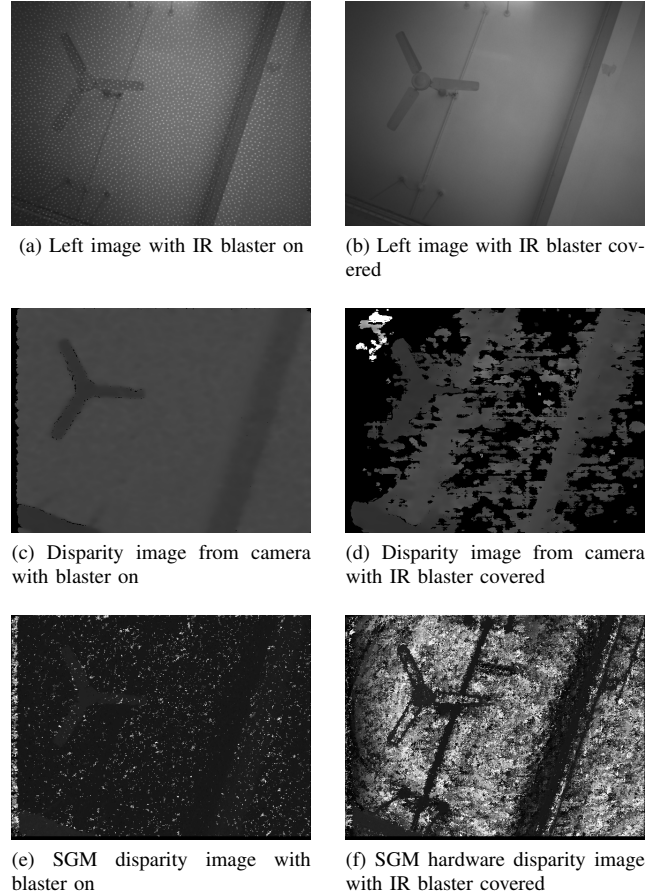 (a) Left image with IR blaster on
(b) Left image with IR blaster cov-
ered
(c) Disparity image from camera
with blaster on
(d) Disparity image from camera
with IR blaster covered
(e) SGM disparity image with
blaster on
(f) SGM hardware disparity image
with IR blaster covered